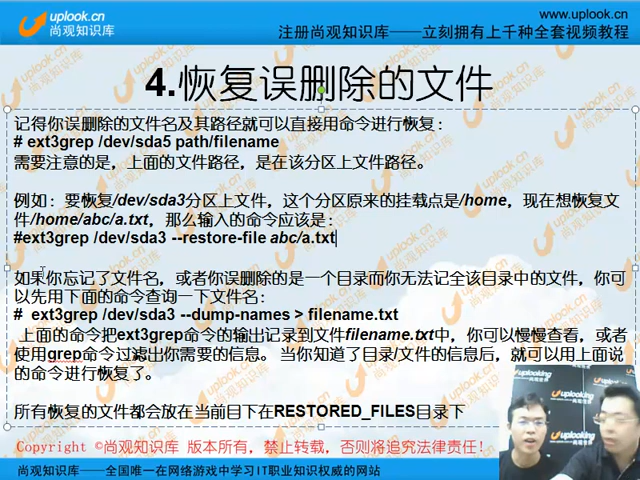 uplook.cn
尚观知识库
www.uplook.cn
注册尚观知识库——立刻拥有上千种全套视频教程
4.恢复误删除的文件
记得你误删除的文件名及其路径就可以直接用命令进行恢复：
# ext3grep /dev/sda5 path/filename
需要注意的是，上面的文件路径，是在该分区上文件路径。
例如：要恢复/dev/sda3分区上文件，这个分区原来的挂载点是/home，现在想恢复文
件/home/abc/a.txt，那么输入的命令应该是：
#ext3grep /dev/sda3 --restore-file abc/a.txt
如果你忘记了文件名，或者你误删除的是一个目录而你无法记全该目录中的文件，你可
以先用下面的命令查询一下文件名：
# ext3grep /dev/sda3 --dump-names > filename.txt
上面的命令把ext3grep命令的输出记录到文件filename.txt中，你可以慢慢查看，或者
使用grep命令过滤出你需要的信息。 当你知道了目录/文件的信息后，就可以用上面说
的命令进行恢复了。
所有恢复的文件都会放在当前目下在RESTORED_FILES目录下
Copyright ©尚观知识库 版本所有，禁止转载，否则将追究法律责任！
尚观知识库——全国唯一在网络游戏中学习IT职业知识权威的网站